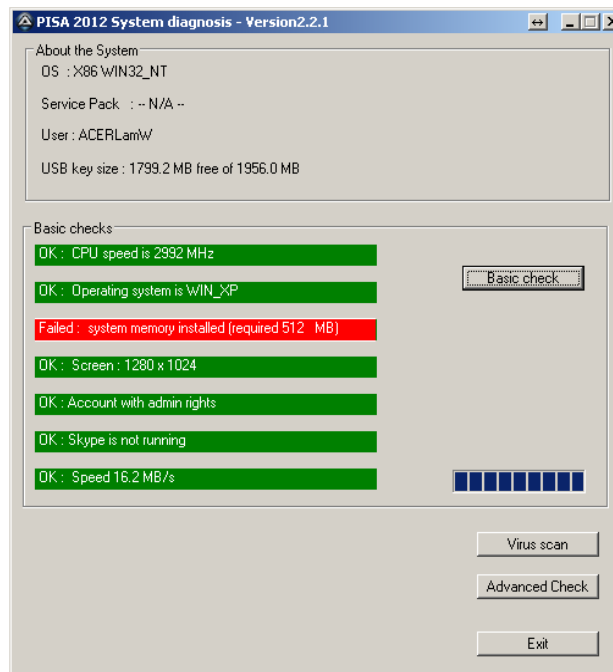 PISA 2012 System diagnosis - Version2.2.1
About the System
OS : X86 WIN32_NT
Service Pack : -- N/A --
User : ACERLamW
USB key size : 1799.2 MB free of 1956.0 MB
Basic checks
OK : CPU speed is 2992 MHz
Basic check
OK : Operating system is WIN_XP
Failed : system memory installed (required 512 MB)
OK : Screen : 1280 x 1024
OK : Account with admin rights
OK : Skype is not running
OK : Speed 16.2 MB/s
Virus scan
Advanced Check
Exit